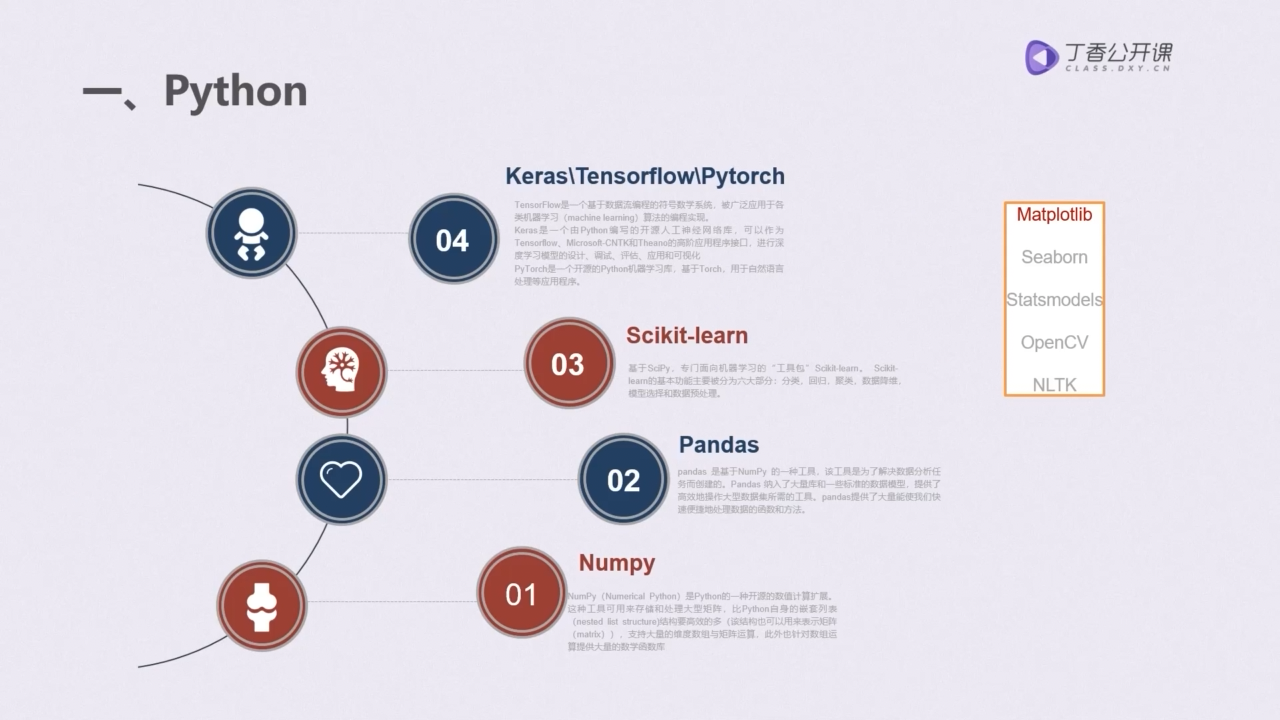 丁香公开课
CLASS.DXY.CN
一、Python
Keras\Tensorflow\Pytorch
04
TensorFlow是一个基于数据流编程的符号数学系统，被广泛应用于各
类机器学习（machine learning）算法的编程实现。
Keras是一个由Python编写的开源人工神经网络库，可以作为
Tensorflow、Microsoft-CNTK和Theano的高阶应用程序接口，进行深
度学习模型的设计、调试、评估、应用和可视化
PyTorch是一个开源的Python机器学习库，基于Torch，用于自然语言
处理等应用程序。
Scikit-learn
03
基于SciPy，专门面向机器学习的“工具包”Scikit-learn。 Scikit-
learn的基本功能主要被分为六大部分：分类，回归，聚类，数据降维，
模型选择和数据预处理。
Pandas
02
pandas 是基于NumPy 的一种工具，该工具是为了解决数据分析任
务而创建的。Pandas 纳入了大量库和一些标准的数据模型，提供了
高效地操作大型数据集所需的工具。pandas提供了大量能使我们快
速便捷地处理数据的函数和方法。
Numpy
01
NumPy（Numerical Python）是Python的一种开源的数值计算扩展。
这种工具可用来存储和处理大型矩阵，比Python自身的嵌套列表
（nested list structure)结构要高效的多（该结构也可以用来表示矩阵
（matrix）），支持大量的维度数组与矩阵运算，此外也针对数组运
算提供大量的数学函数库
Matplotlib
Seaborn
Statsmodels
OpenCV
NLTK